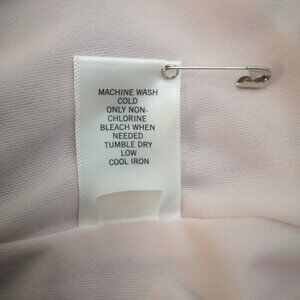 MACHINE WASH
COLD
ONLY NON-
CHLORINE
BLEACH WHEN
NEEDED
TUMBLE DRY
LOW
COOL IRON